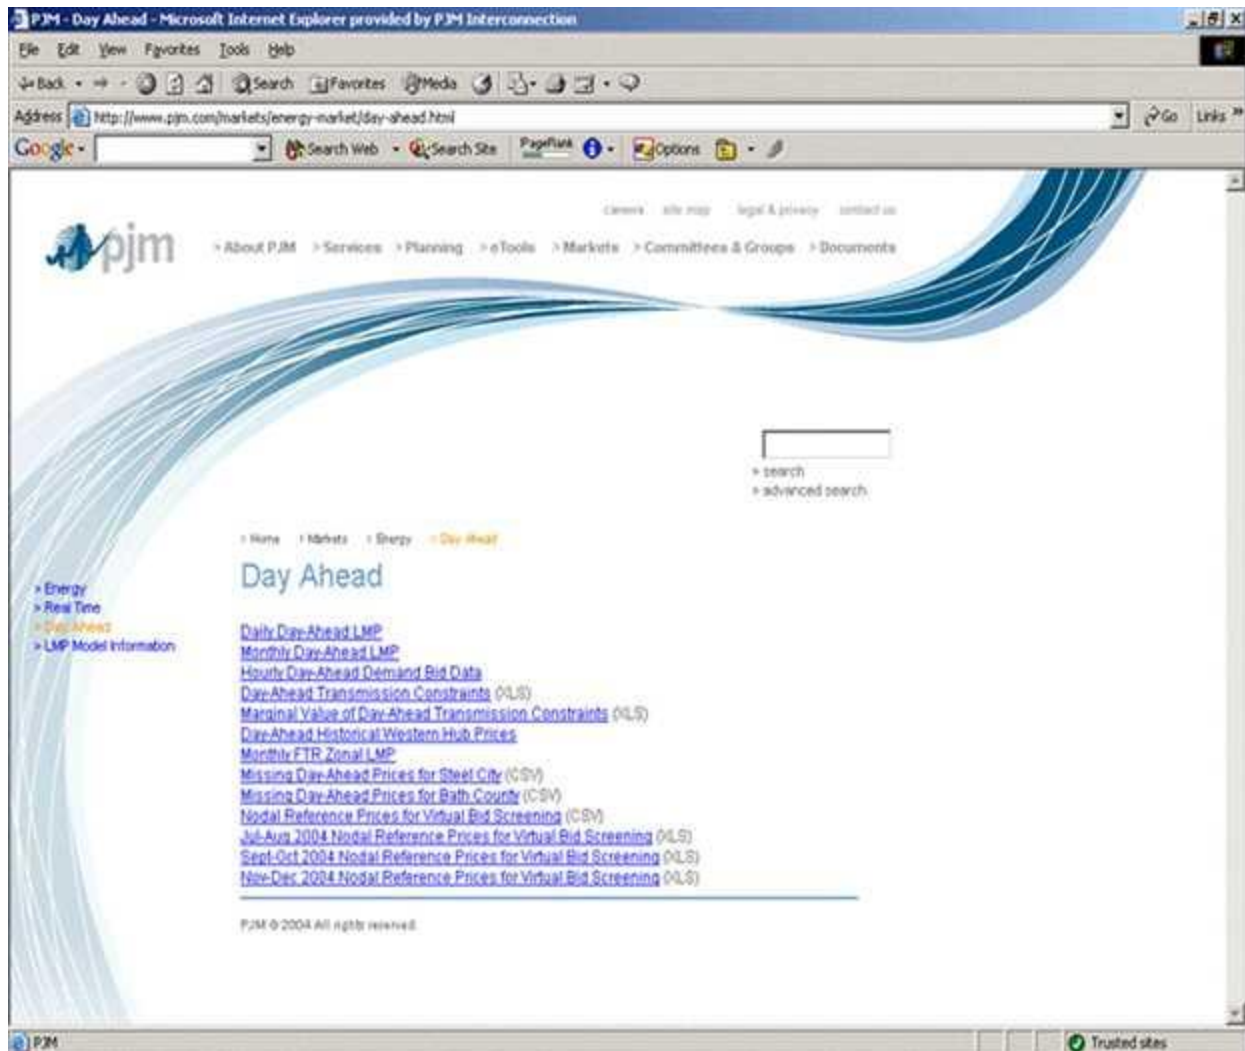 PJM - Day Ahead - Microsoft Internet Explorer provided by PJM Interconnection
File Edit View Favorites Tools Help
Back Search Favorites Media
Address http://www.pjm.com/markets/energy-market/day-ahead.html Go Links »
Google Search Web Search Site PageRank Options
careers site map legal & privacy contact us
pjm
> About PJM > Services > Planning > eTools > Markets > Committees & Groups > Documents
» search
» advanced search
> Home > Markets > Energy > Day Ahead
Day Ahead
» Energy
» Real Time
» Day Ahead
» LMP Model Information
Daily Day-Ahead LMP
Monthly Day-Ahead LMP
Hourly Day-Ahead Demand Bid Data
Day-Ahead Transmission Constraints (XLS)
Marginal Value of Day-Ahead Transmission Constraints (XLS)
Day-Ahead Historical Western Hub Prices
Monthly FTR Zonal LMP
Missing Day-Ahead Prices for Steel City (CSV)
Missing Day-Ahead Prices for Bath County (CSV)
Nodal Reference Prices for Virtual Bid Screening (CSV)
Jul-Aug 2004 Nodal Reference Prices for Virtual Bid Screening (XLS)
Sept-Oct 2004 Nodal Reference Prices for Virtual Bid Screening (XLS)
Nov-Dec 2004 Nodal Reference Prices for Virtual Bid Screening (XLS)
PJM © 2004 All rights reserved.
PJM Trusted sites